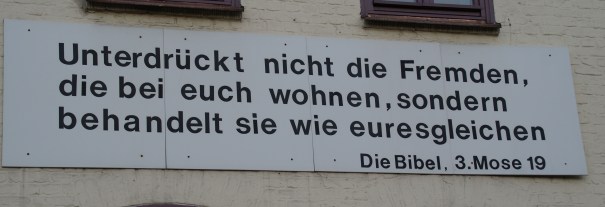 Unterdrückt nicht die Fremden,
die bei euch wohnen, sondern
behandelt sie wie euresgleichen
Die Bibel, 3. Mose 19